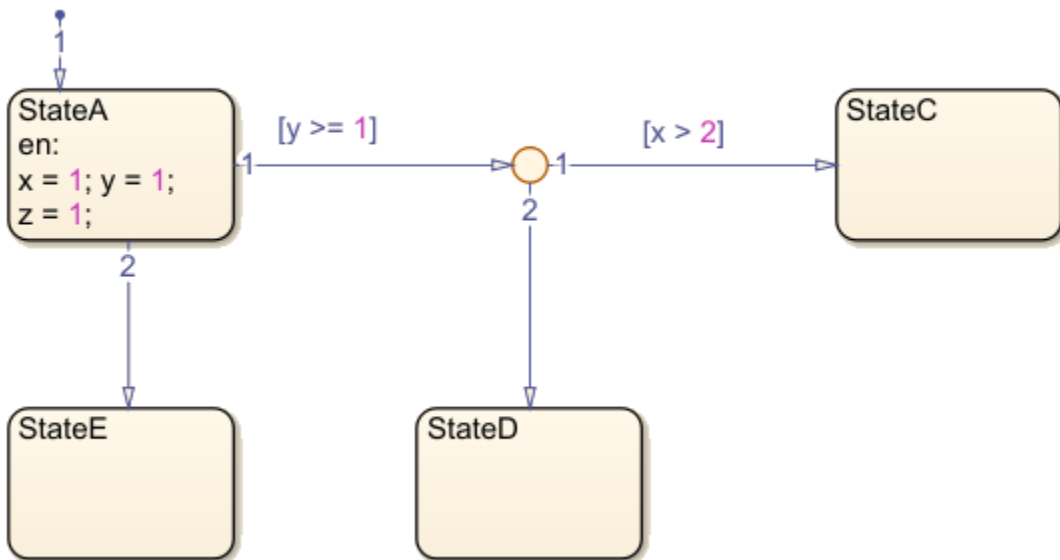 1
StateA
en:
x = 1; y = 1;
z = 1;
1
[y >= 1]
1
[x > 2]
StateC
2
2
StateE
StateD